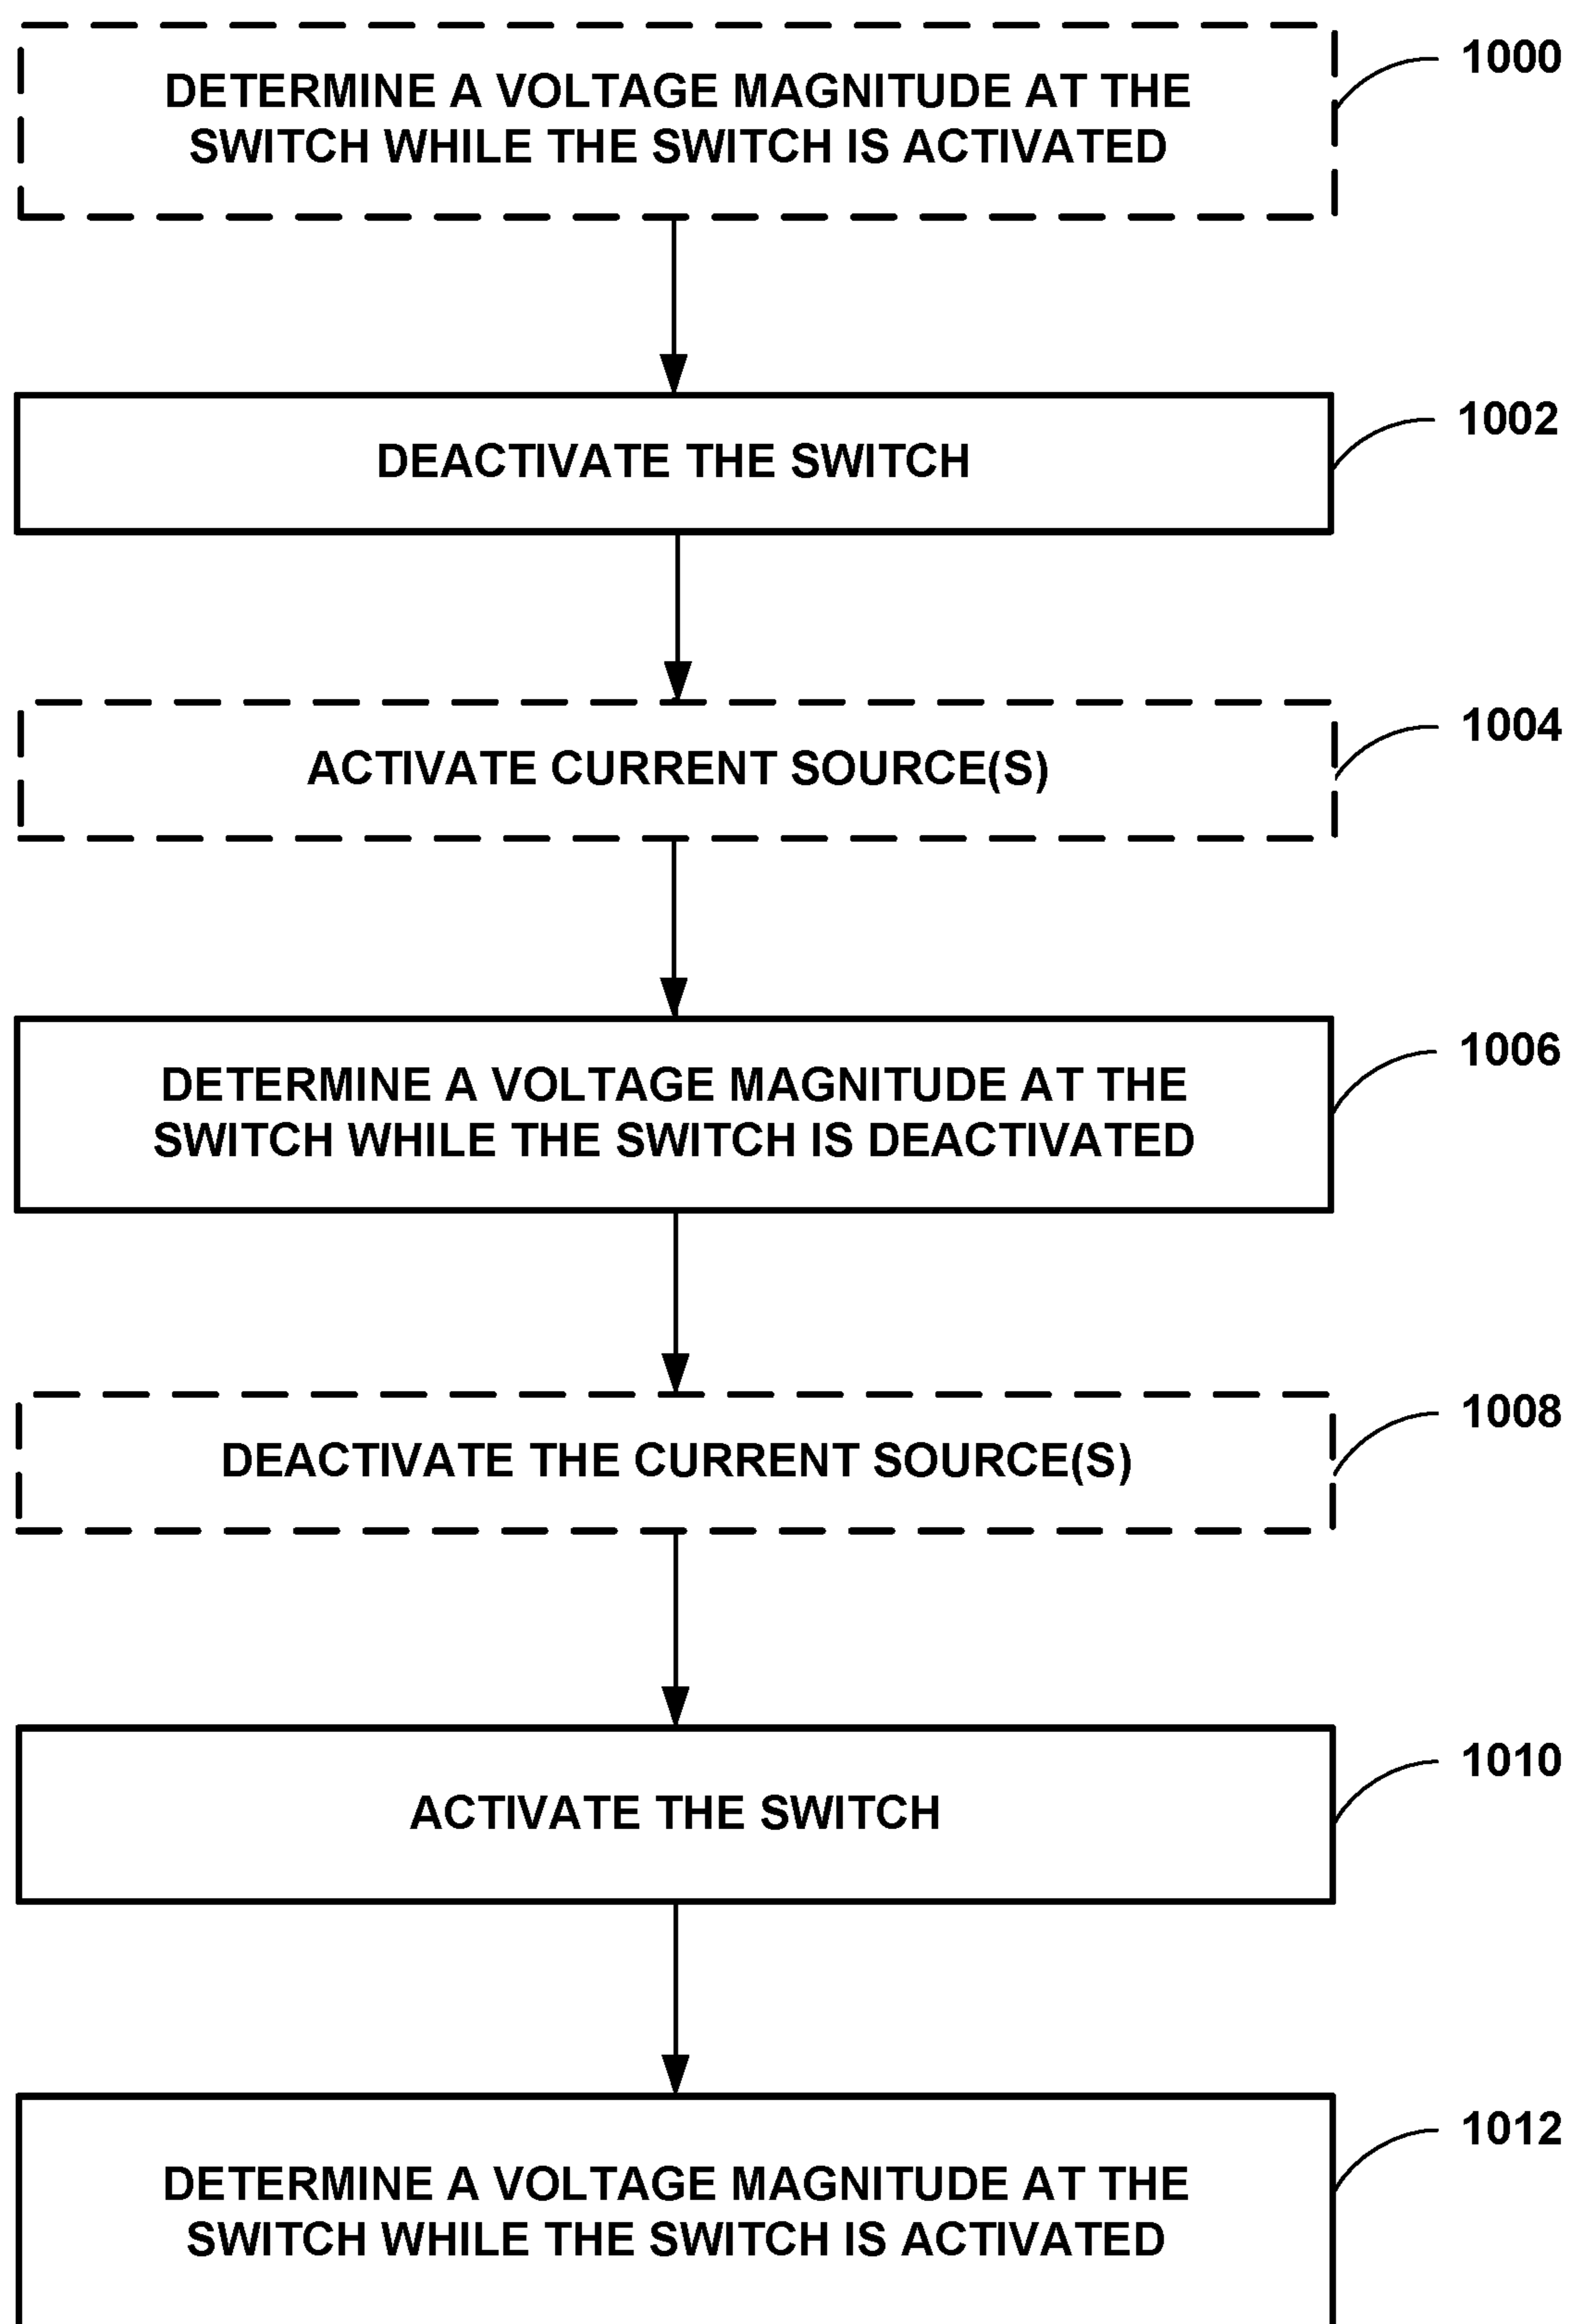 DETERMINE A VOLTAGE MAGNITUDE AT THE
SWITCH WHILE THE SWITCH IS ACTIVATED
1000
DEACTIVATE THE SWITCH
1002
ACTIVATE CURRENT SOURCE(S)
1004
DETERMINE A VOLTAGE MAGNITUDE AT THE
SWITCH WHILE THE SWITCH IS DEACTIVATED
1006
DEACTIVATE THE CURRENT SOURCE(S)
1008
ACTIVATE THE SWITCH
1010
DETERMINE A VOLTAGE MAGNITUDE AT THE
SWITCH WHILE THE SWITCH IS ACTIVATED
1012